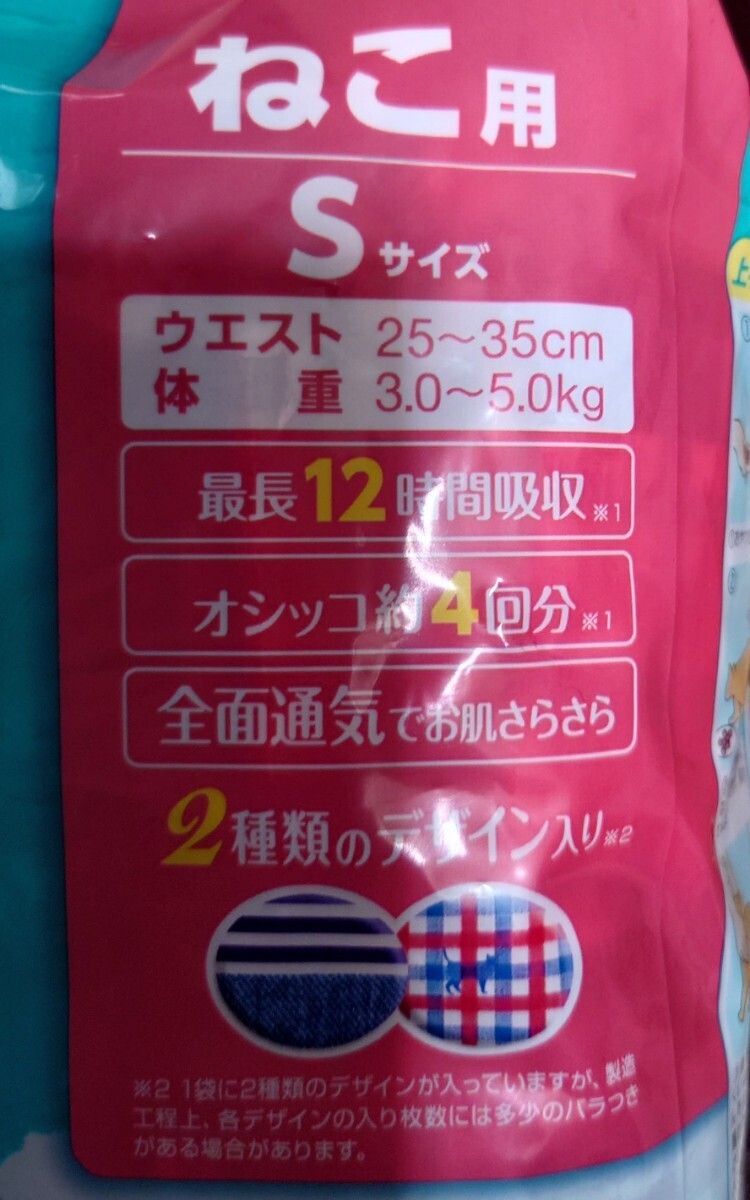 ねこ用
Sサイズ
ウエスト 25〜35cm
体重 3.0〜5.0kg
最長12時間吸収※1
オシッコ約4回分※1
全面通気でお肌さらさら
2種類のデザイン入り※2
※2 1袋に2種類のデザインが入っていますが、製造
工程上、各デザインの入り枚数には多少のバラつき
がある場合があります。
上